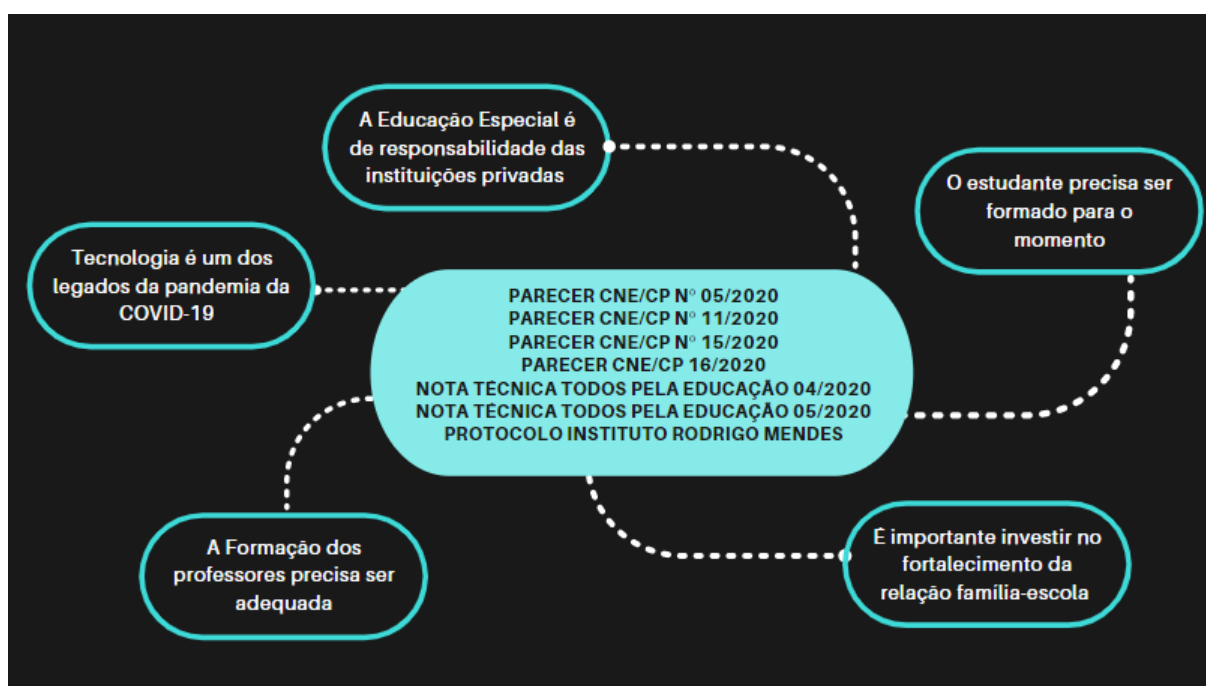 A Educação Especial é
de responsabilidade das
instituições privadas
O estudante precisa ser
formado para o
momento
Tecnologia é um dos
legados da pandemia da
COVID-19
PARECER CNE/CP N° 05/2020
PARECER CNE/CP N° 11/2020
PARECER CNE/CP N° 15/2020
PARECER CNE/CP 16/2020
NOTA TÉCNICA TODOS PELA EDUCAÇÃO 04/2020
NOTA TÉCNICA TODOS PELA EDUCAÇÃO 05/2020
PROTOCOLO INSTITUTO RODRIGO MENDES
A Formação dos
professores precisa ser
adequada
É importante investir no
fortalecimento da
relação família-escola